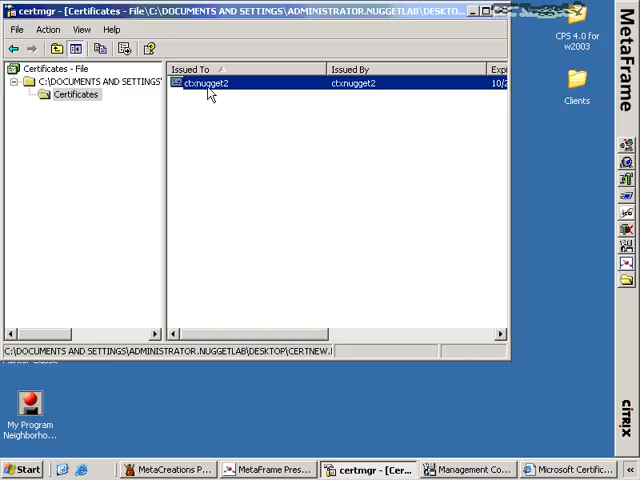 certmgr - [Certificates - File\C:\DOCUMENTS AND SETTINGS\ADMINISTRATOR.NUGGETLAB\DESKTO...
File Action View Help
Certificates - File
C:\DOCUMENTS AND SETTINGS'
Certificates
Issued To Issued By Expi
ctxnugget2 ctxnugget2 10/
C:\DOCUMENTS AND SETTINGS\ADMINISTRATOR.NUGGETLAB\DESKTOP\CERTNEW.
CPS 4.0 for
w2003
Clients
MetaFrame
citrix
My Program
Neighborho...
Start
MetaCreations P...
MetaFrame Pres...
certmgr - [Cer...
Management Co...
Microsoft Certific...